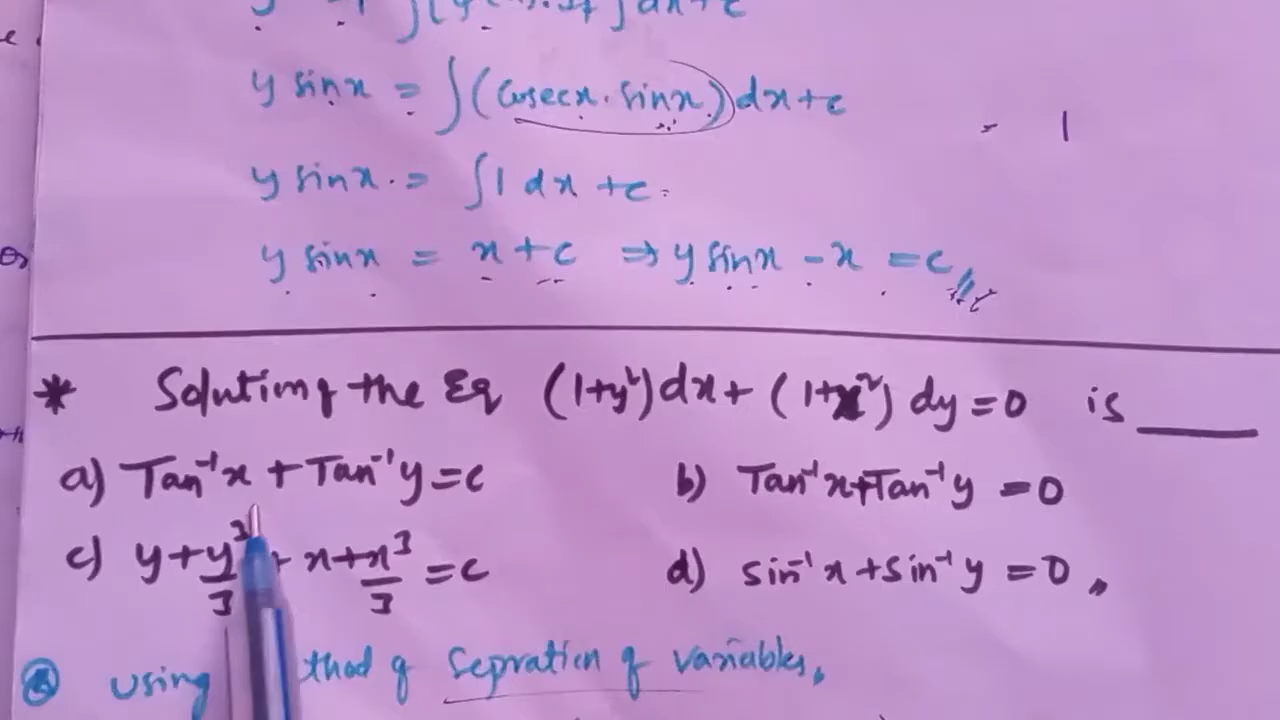 y sinx = ∫(cosecx . sinx) dx+c
- 1
y sinx = ∫1 dx +c
y sinx = x + c ⇒ y sinx - x = c
* Solution of the Eq (1+y²)dx + (1+x²) dy = 0 is ____
a) Tan⁻¹x + Tan⁻¹y = c
b) Tan⁻¹x+Tan⁻¹y = 0
c) y+y³/3 + x+x³/3 = c
d) sin⁻¹x + sin⁻¹y = 0,
using thod of Sepration of variables,